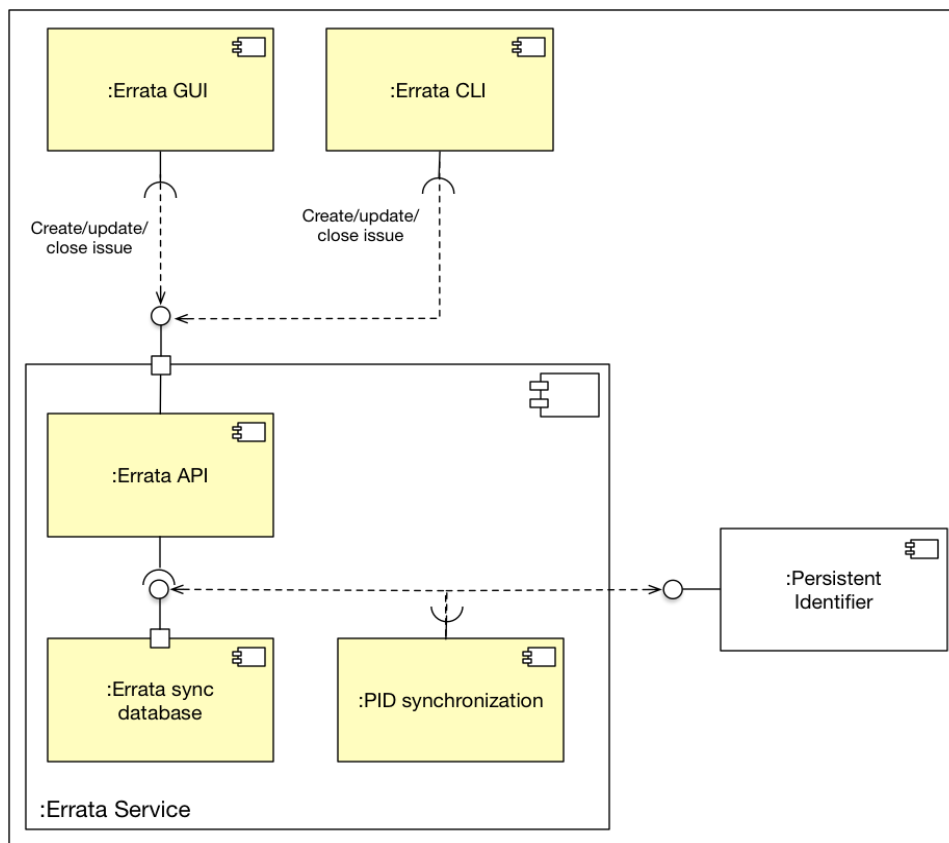 :Errata GUI
:Errata CLI
Create/update/
close issue
Create/update/
close issue
:Errata API
:Persistent
Identifier
:Errata sync
database
:PID synchronization
:Errata Service